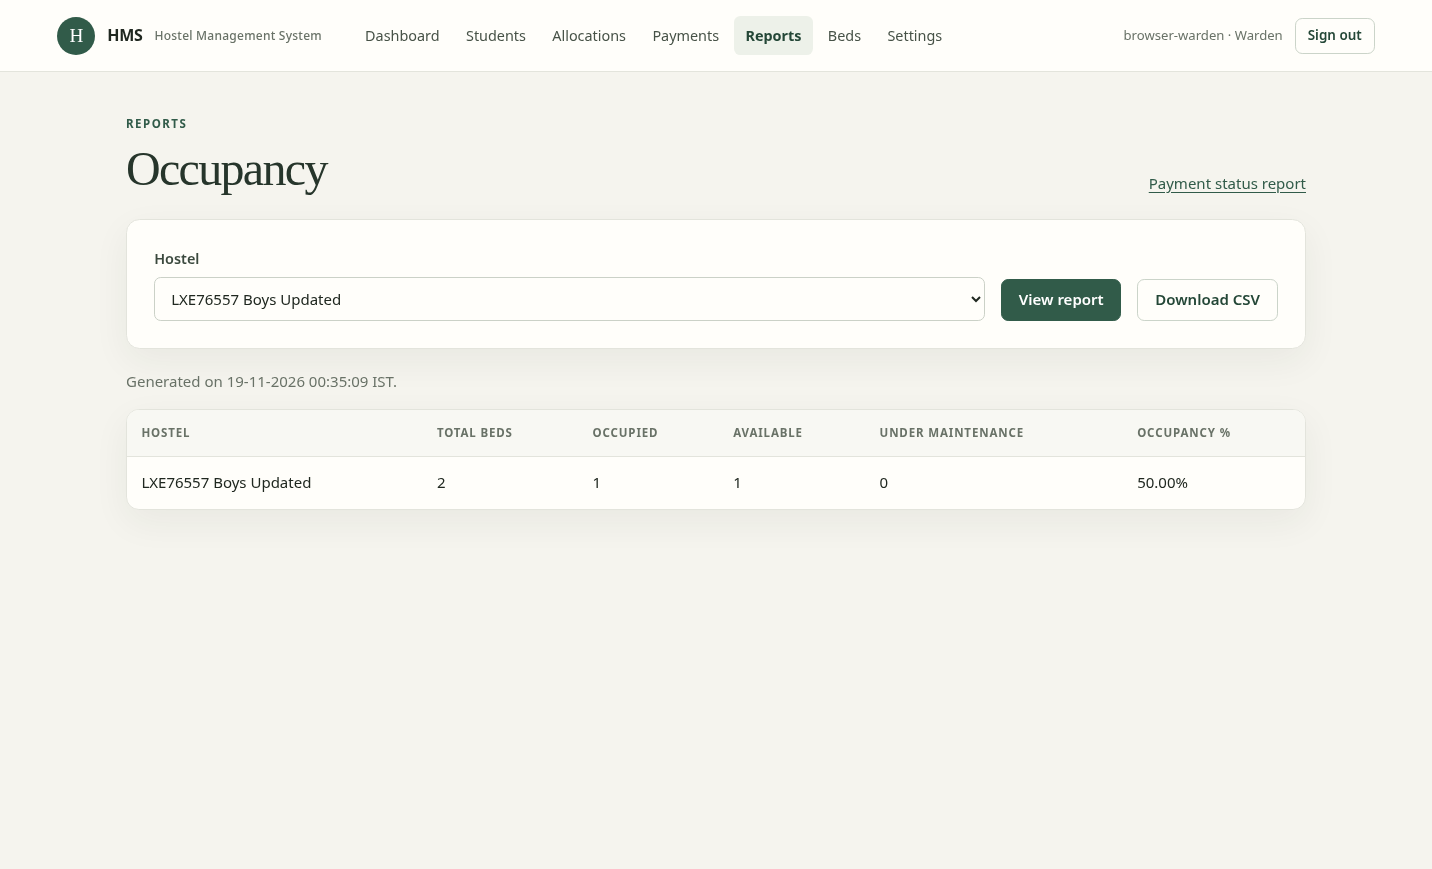 H HMS Hostel Management System Dashboard Students Allocations Payments Reports Beds Settings browser-warden · Warden Sign out
REPORTS
Occupancy
Payment status report
Hostel
LXE76557 Boys Updated View report Download CSV
Generated on 19-11-2026 00:35:09 IST.
HOSTEL TOTAL BEDS OCCUPIED AVAILABLE UNDER MAINTENANCE OCCUPANCY %
LXE76557 Boys Updated 2 1 1 0 50.00%